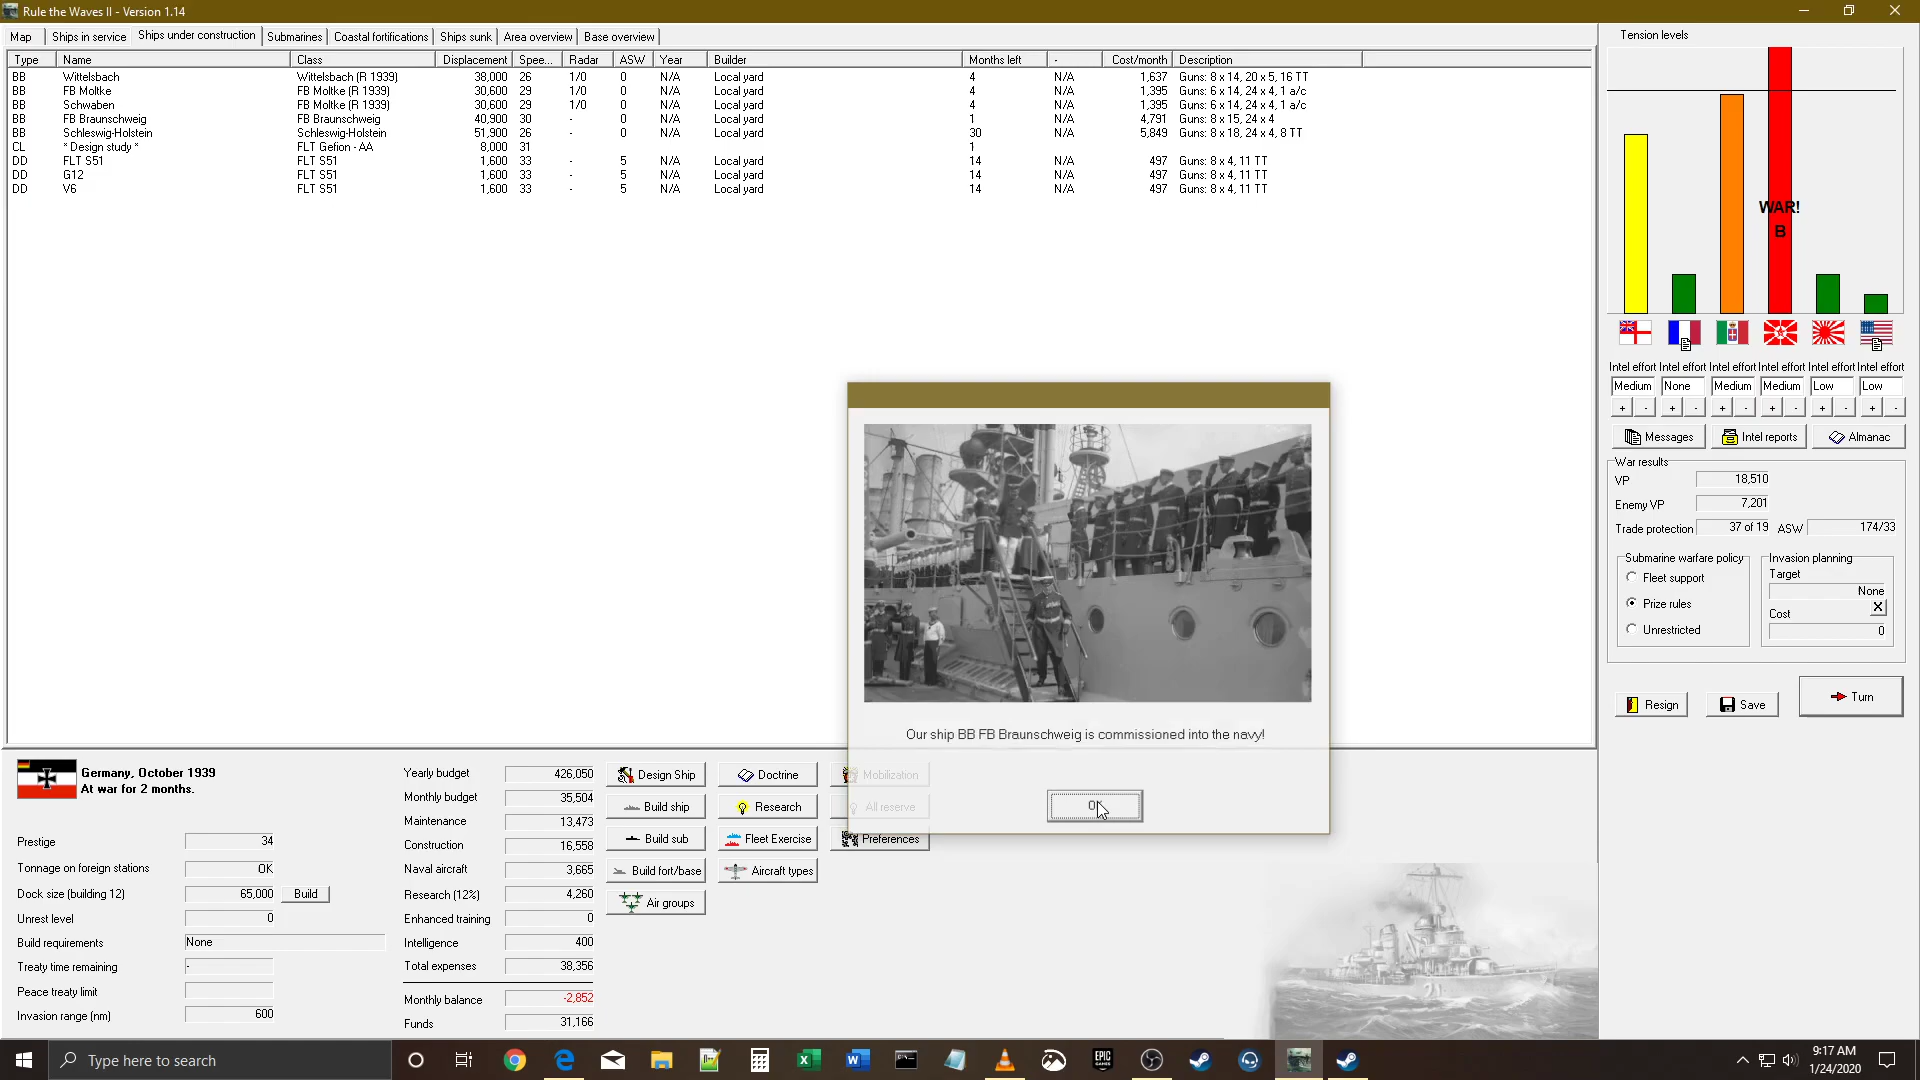 Rule the Waves II - Version 1.14
Map Ships in service Ships under construction Submarines Coastal fortifications Ships sunk Area overview Base overview
Type Name Class Displacement Spee... Radar ASW Year Builder Months left - Cost/month Description
BB Wittelsbach Wittelsbach (R 1939) 38,000 26 1/0 0 N/A Local yard 4 N/A 1,637 Guns: 8 x 14, 20 x 5, 16 TT
BB FB Moltke FB Moltke (R 1939) 30,600 29 1/0 0 N/A Local yard 4 N/A 1,395 Guns: 6 x 14, 24 x 4, 1 a/c
BB Schwaben FB Moltke (R 1939) 30,600 29 1/0 0 N/A Local yard 4 N/A 1,395 Guns: 6 x 14, 24 x 4, 1 a/c
BB FB Braunschweig FB Braunschweig 40,900 30 - 0 N/A Local yard 1 N/A 4,791 Guns: 8 x 15, 24 x 4
BB Schleswig-Holstein Schleswig-Holstein 51,900 26 - 0 N/A Local yard 30 N/A 5,849 Guns: 8 x 18, 24 x 4, 8 TT
CL * Design study * FLT Gefion - AA 8,000 31 1
DD FLT S51 FLT S51 1,600 33 - 5 N/A Local yard 14 N/A 497 Guns: 8 x 4, 11 TT
DD G12 FLT S51 1,600 33 - 5 N/A Local yard 14 N/A 497 Guns: 8 x 4, 11 TT
DD V6 FLT S51 1,600 33 - 5 N/A Local yard 14 N/A 497 Guns: 8 x 4, 11 TT
Our ship BB FB Braunschweig is commissioned into the navy!
OK
Tension levels
WAR!
B
Intel effort Intel effort Intel effort Intel effort Intel effort Intel effort
Medium None Medium Medium Low Low
+ - + - + - + - + - + -
Messages Intel reports Almanac
War results
VP 18,510
Enemy VP 7,201
Trade protection 37 of 19 ASW 174/33
Submarine warfare policy
Fleet support
Prize rules
Unrestricted
Invasion planning
Target
None
Cost X
0
Resign Save Turn
Germany, October 1939
At war for 2 months.
Prestige 34
Tonnage on foreign stations OK
Dock size (building 12) 65,000 Build
Unrest level 0
Build requirements None
Treaty time remaining -
Peace treaty limit
Invasion range (nm) 600
Yearly budget 426,050
Monthly budget 35,504
Maintenance 13,473
Construction 16,558
Naval aircraft 3,665
Research (12%) 4,260
Enhanced training 0
Intelligence 400
Total expenses 38,356
Monthly balance -2,852
Funds 31,166
Design Ship Doctrine Mobilization
Build ship Research All reserve
Build sub Fleet Exercise Preferences
Build fort/base Aircraft types
Air groups
Type here to search
EPIC GAMES
9:17 AM
1/24/2020